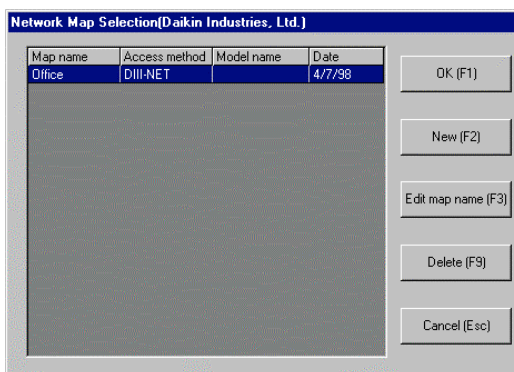 Network Map Selection(Daikin Industries, Ltd.)
Map name Access method Model name Date
Office DIII-NET 4/7/98
OK (F1)
New (F2)
Edit map name (F3)
Delete (F9)
Cancel (Esc)